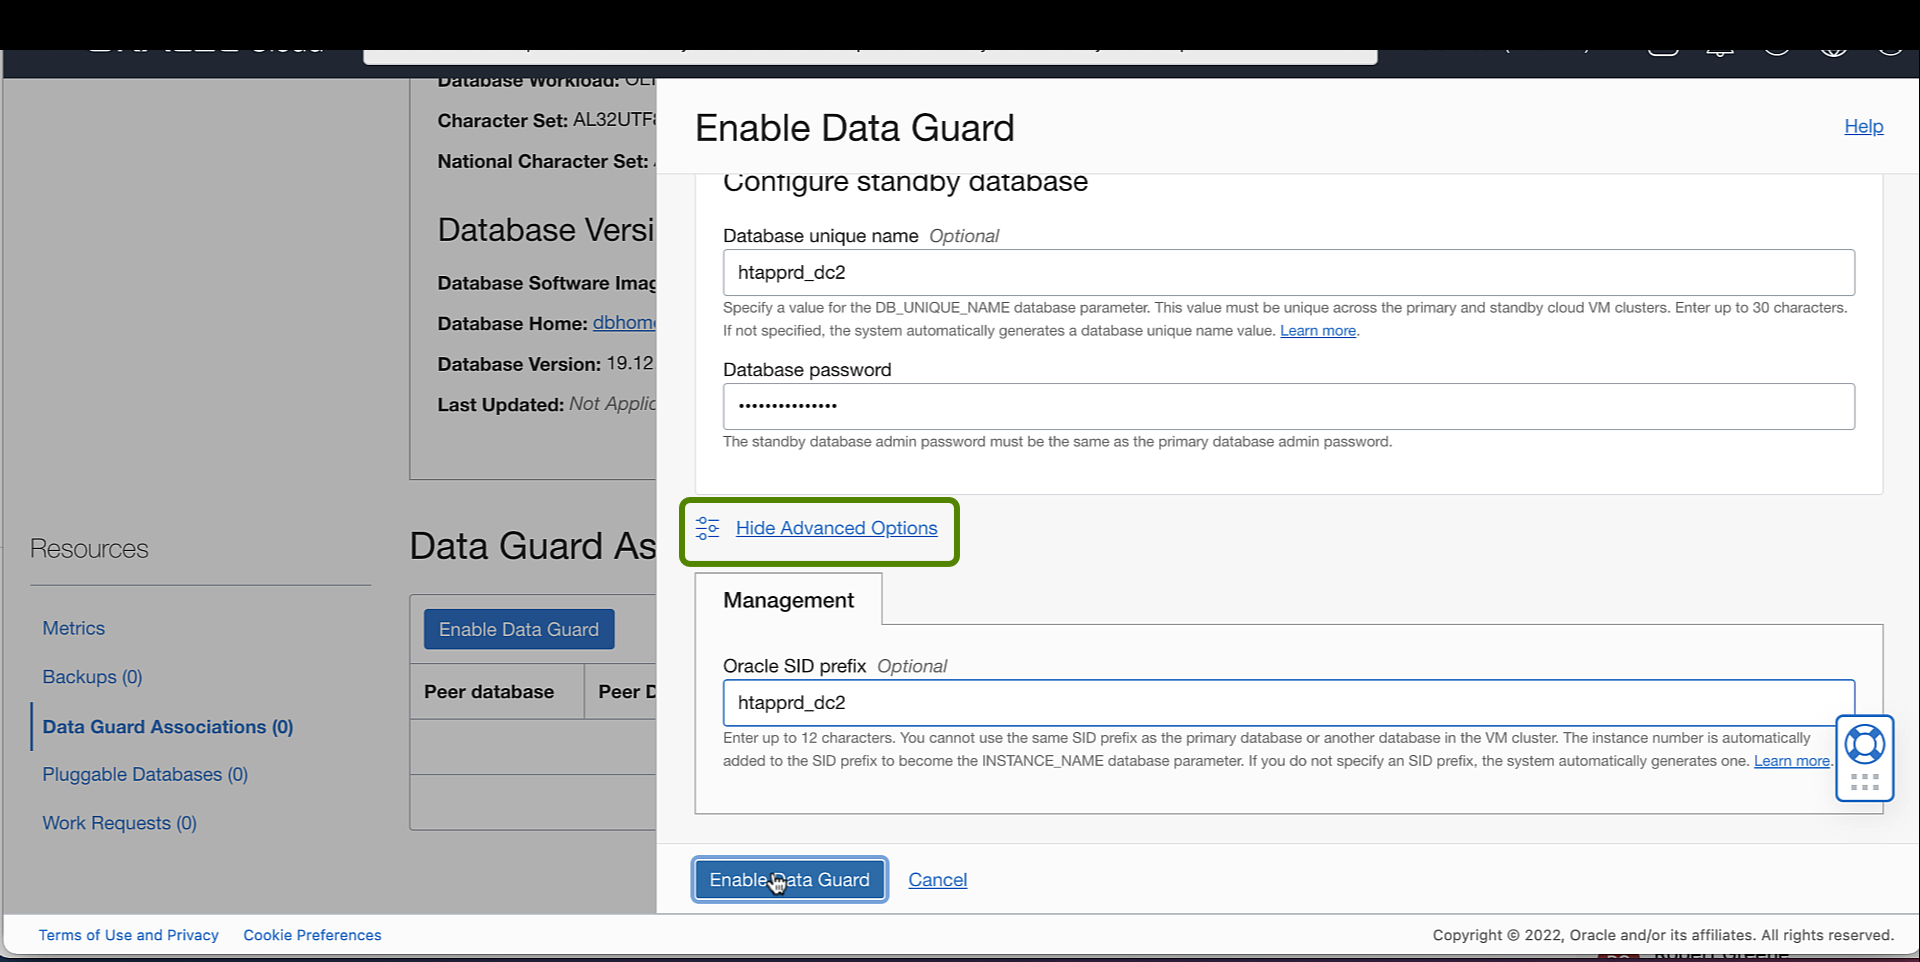 Database Workload:
Character Set: AL32UTF8
National Character Set:
Database Versi
Database Software Imag
Database Home: dbhome
Database Version: 19.12
Last Updated: Not Applic
Resources
Metrics
Backups (0)
Data Guard Associations (0)
Pluggable Databases (0)
Work Requests (0)
Data Guard As
Enable Data Guard
Peer database Peer D
Enable Data Guard
Help
Configure standby database
Database unique name Optional
htapprd_dc2
Specify a value for the DB_UNIQUE_NAME database parameter. This value must be unique across the primary and standby cloud VM clusters. Enter up to 30 characters.
If not specified, the system automatically generates a database unique name value. Learn more.
Database password
•••••••••••••••
The standby database admin password must be the same as the primary database admin password.
Hide Advanced Options
Management
Oracle SID prefix Optional
htapprd_dc2
Enter up to 12 characters. You cannot use the same SID prefix as the primary database or another database in the VM cluster. The instance number is automatically
added to the SID prefix to become the INSTANCE_NAME database parameter. If you do not specify an SID prefix, the system automatically generates one. Learn more.
Enable Data Guard Cancel
Terms of Use and Privacy Cookie Preferences
Copyright © 2022, Oracle and/or its affiliates. All rights reserved.